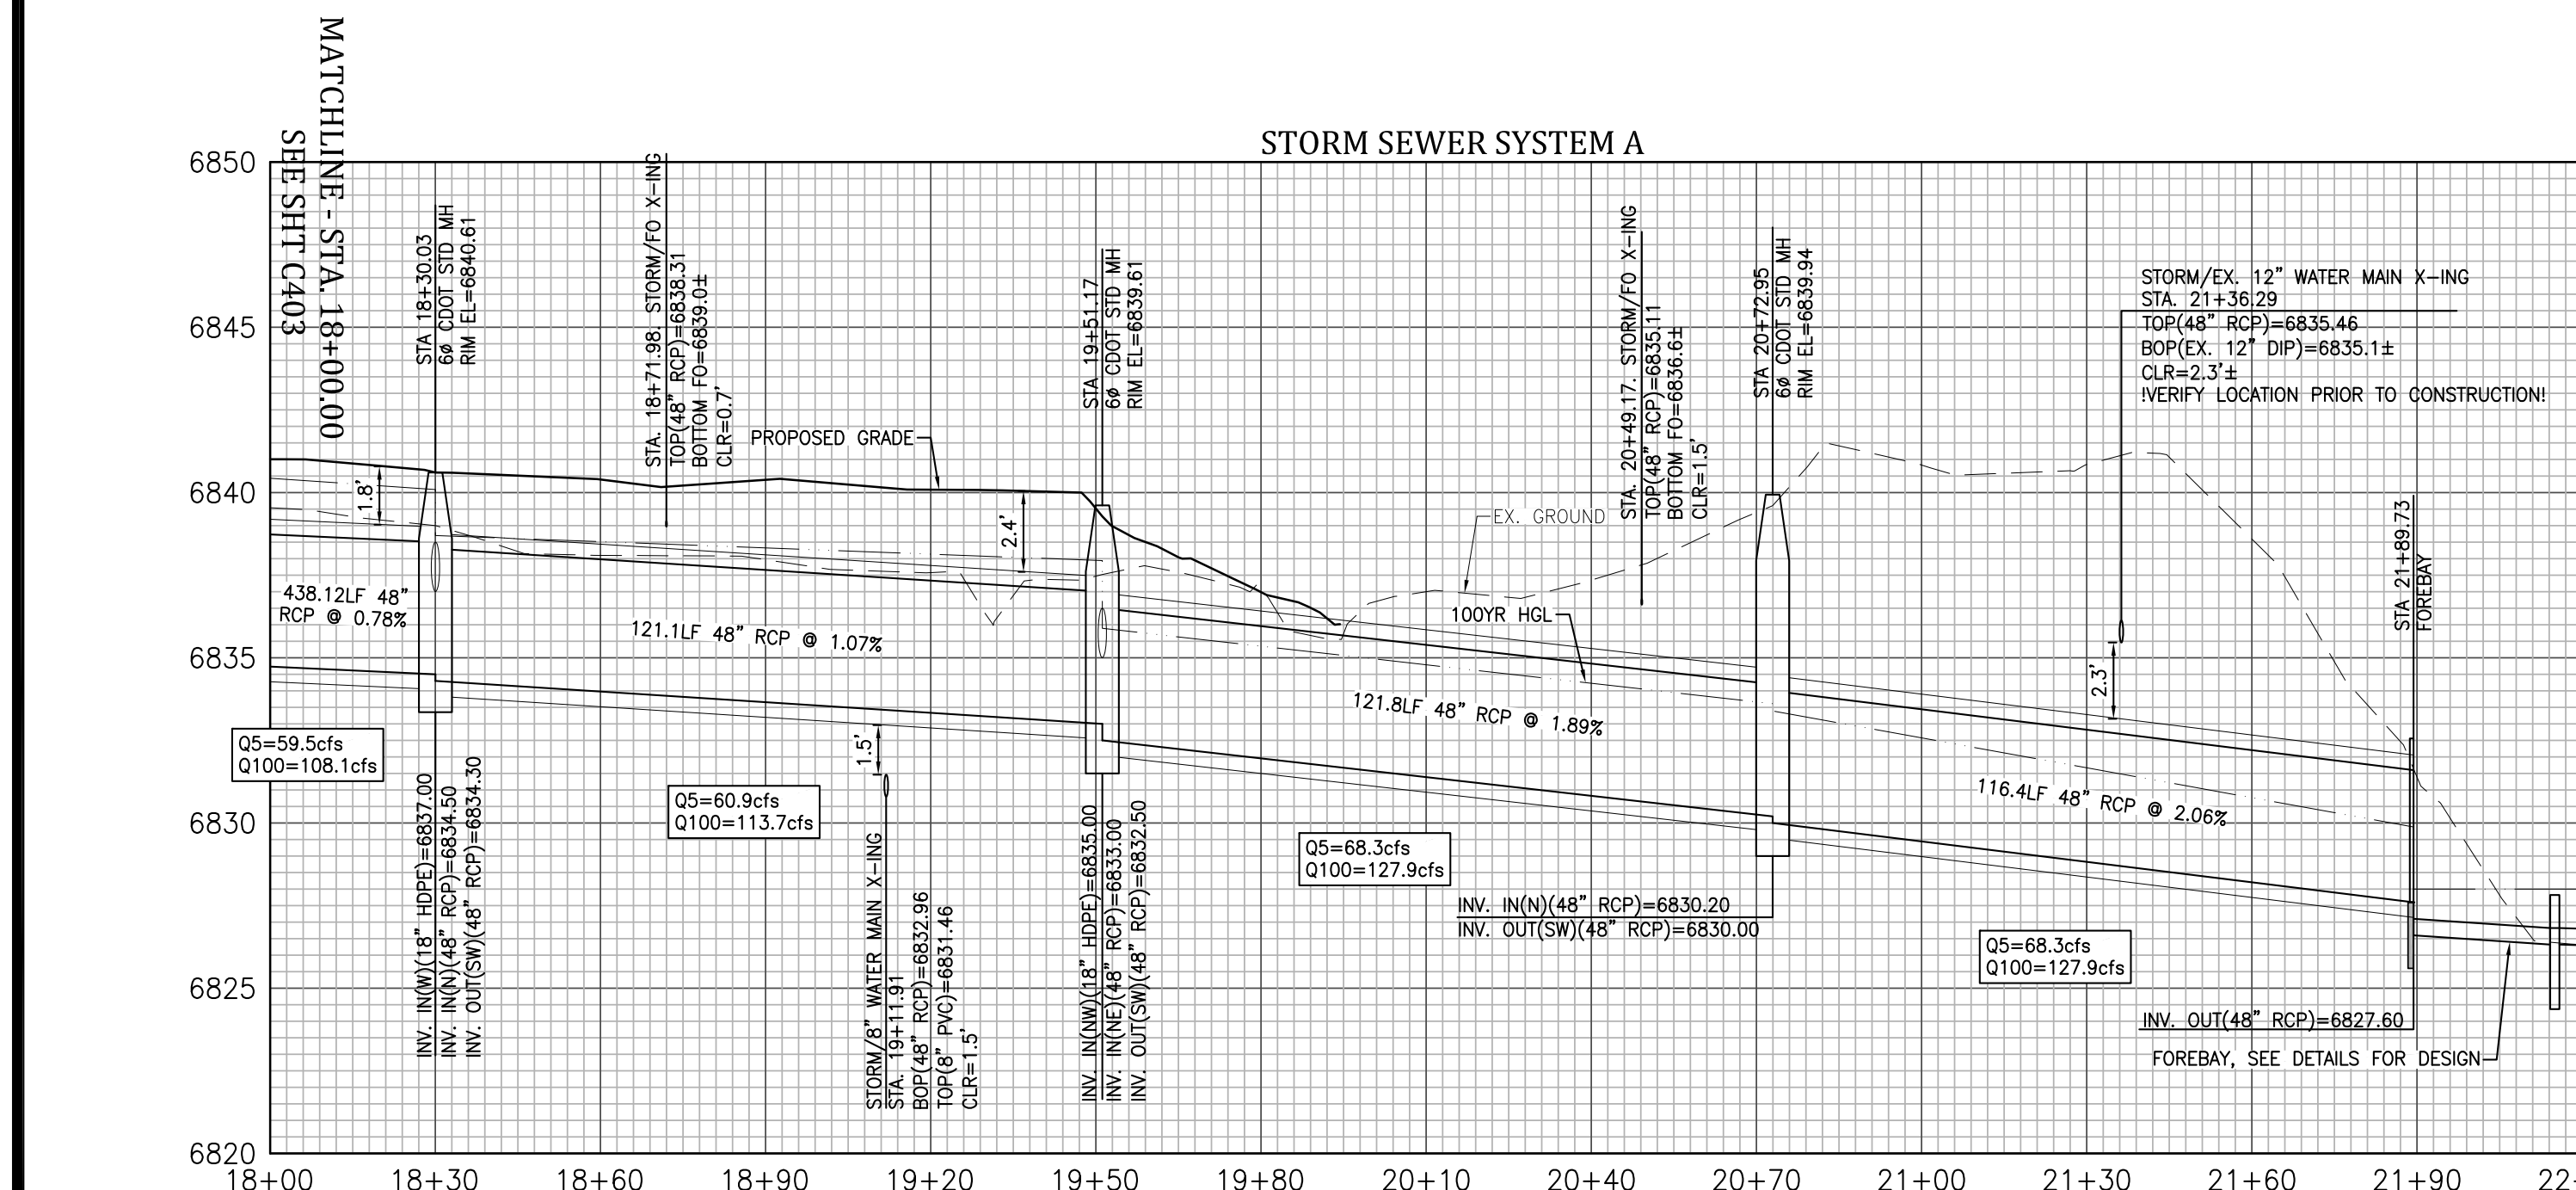 MATCHLINE - STA. 18+00.00
SEE SHT C403
STORM SEWER SYSTEM A
6850
6845
6840
6835
6830
6825
6820
STA 18+30.03
6ø CDOT STD MH
RIM EL=6840.61
STA. 18+71.98. STORM/FO X-ING
TOP(48" RCP)=6838.31
BOTTOM FO=6839.0±
CLR=0.7'
PROPOSED GRADE
STA 19+51.17
6ø CDOT STD MH
RIM EL=6839.61
STA. 20+49.17. STORM/FO X-ING
TOP(48" RCP)=6835.11
BOTTOM FO=6836.6±
CLR=1.5'
STA 20+72.95
6ø CDOT STD MH
RIM EL=6839.94
STORM/EX. 12" WATER MAIN X-ING
STA. 21+36.29
TOP(48" RCP)=6835.46
BOP(EX. 12" DIP)=6835.1±
CLR=2.3'±
!VERIFY LOCATION PRIOR TO CONSTRUCTION!
1.8'
2.4'
EX. GROUND
100YR HGL
STA 21+89.73
FOREBAY
2.3'
438.12LF 48"
RCP @ 0.78%
121.1LF 48" RCP @ 1.07%
121.8LF 48" RCP @ 1.89%
116.4LF 48" RCP @ 2.06%
Q5=59.5cfs
Q100=108.1cfs
INV. IN(W)(18" HDPE)=6837.00
INV. IN(N)(48" RCP)=6834.50
INV. OUT(SW)(48" RCP)=6834.30
Q5=60.9cfs
Q100=113.7cfs
1.5'
STORM/8" WATER MAIN X-ING
STA. 19+11.91
BOP(48" RCP)=6832.96
TOP(8" PVC)=6831.46
CLR=1.5'
INV. IN(NW)(18" HDPE)=6835.00
INV. IN(NE)(48" RCP)=6833.00
INV. OUT(SW)(48" RCP)=6832.50
Q5=68.3cfs
Q100=127.9cfs
INV. IN(N)(48" RCP)=6830.20
INV. OUT(SW)(48" RCP)=6830.00
Q5=68.3cfs
Q100=127.9cfs
INV. OUT(48" RCP)=6827.60
FOREBAY, SEE DETAILS FOR DESIGN
18+00 18+30 18+60 18+90 19+20 19+50 19+80 20+10 20+40 20+70 21+00 21+30 21+60 21+90